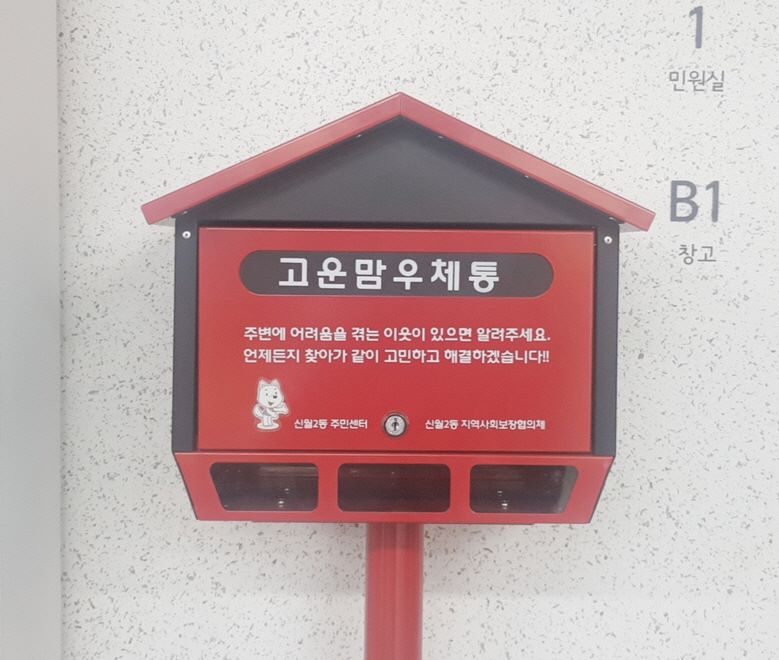 1
민원실
B1
창고
고운맘우체통
주변에 어려움을 겪는 이웃이 있으면 알려주세요.
언제든지 찾아가 같이 고민하고 해결하겠습니다!!
신월2동 주민센터
신월2동 지역사회보장협의체